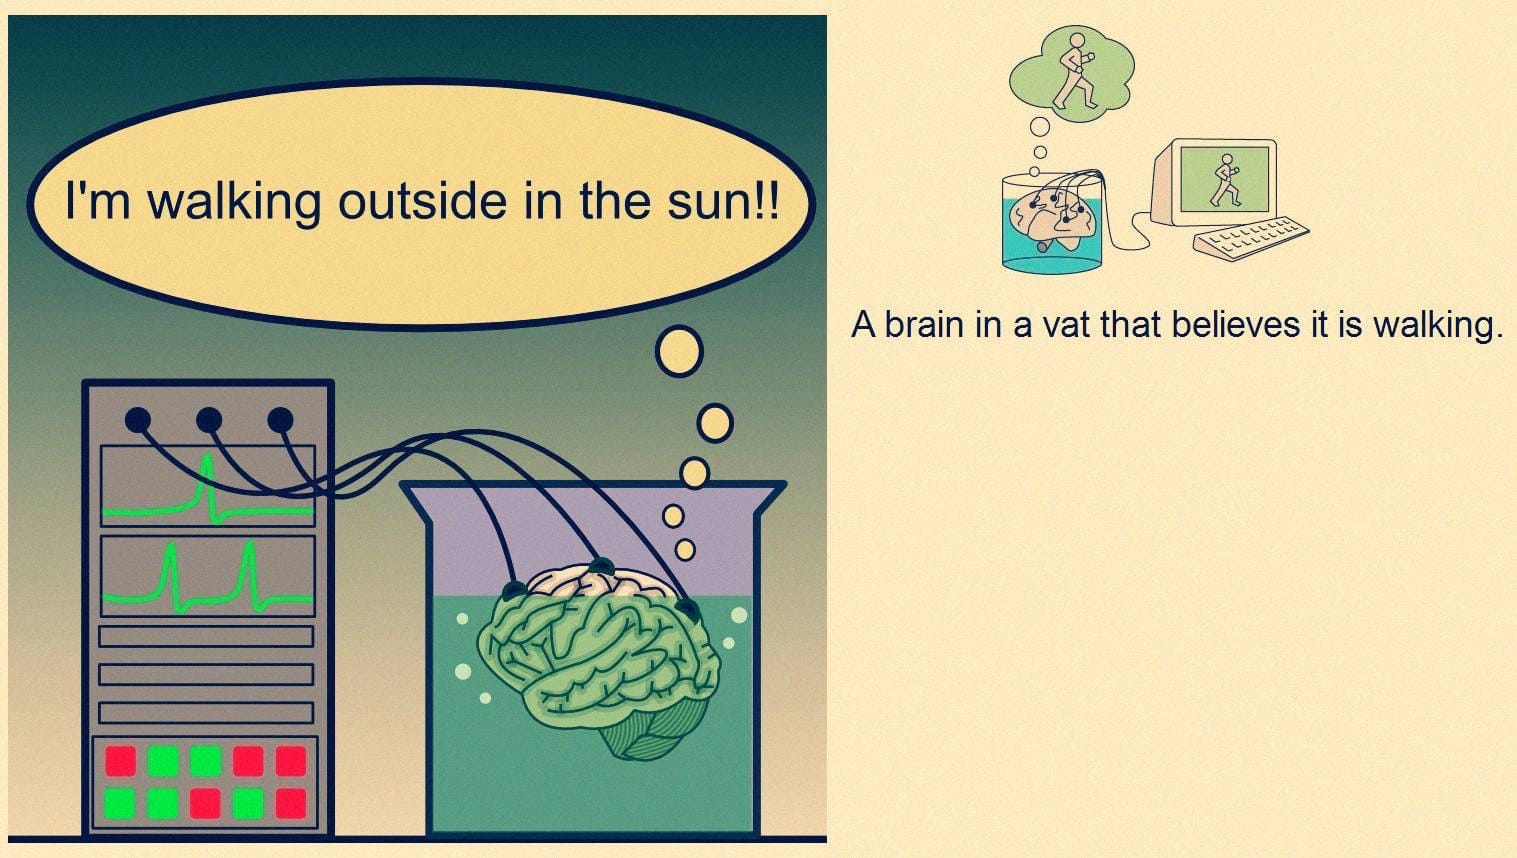 I'm walking outside in the sun!!
A brain in a vat that believes it is walking.